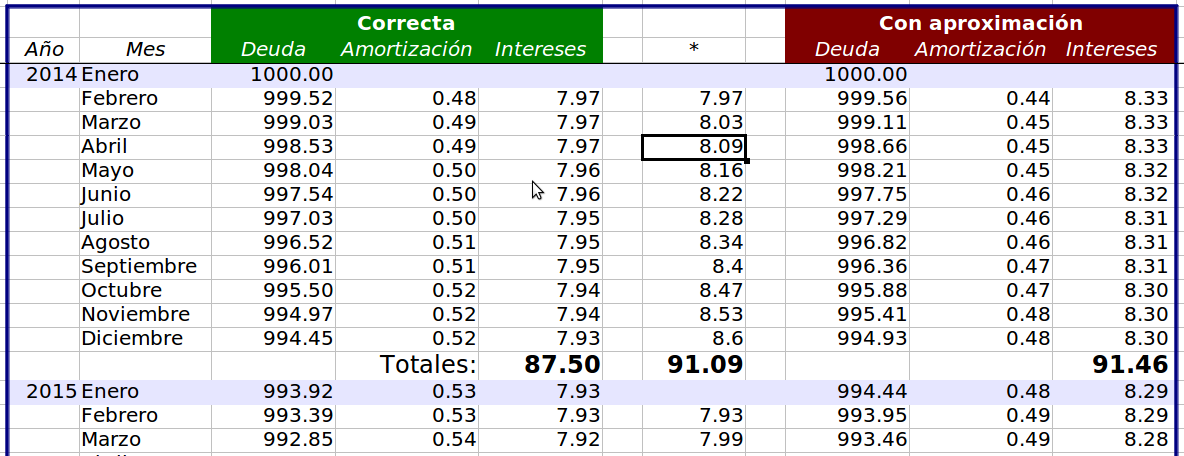 Correcta Con aproximación
Año Mes Deuda Amortización Intereses * Deuda Amortización Intereses
2014 Enero 1000.00 1000.00
Febrero 999.52 0.48 7.97 7.97 999.56 0.44 8.33
Marzo 999.03 0.49 7.97 8.03 999.11 0.45 8.33
Abril 998.53 0.49 7.97 8.09 998.66 0.45 8.33
Mayo 998.04 0.50 7.96 8.16 998.21 0.45 8.32
Junio 997.54 0.50 7.96 8.22 997.75 0.46 8.32
Julio 997.03 0.50 7.95 8.28 997.29 0.46 8.31
Agosto 996.52 0.51 7.95 8.34 996.82 0.46 8.31
Septiembre 996.01 0.51 7.95 8.4 996.36 0.47 8.31
Octubre 995.50 0.52 7.94 8.47 995.88 0.47 8.30
Noviembre 994.97 0.52 7.94 8.53 995.41 0.48 8.30
Diciembre 994.45 0.52 7.93 8.6 994.93 0.48 8.30
Totales: 87.50 91.09 91.46
2015 Enero 993.92 0.53 7.93 994.44 0.48 8.29
Febrero 993.39 0.53 7.93 7.93 993.95 0.49 8.29
Marzo 992.85 0.54 7.92 7.99 993.46 0.49 8.28